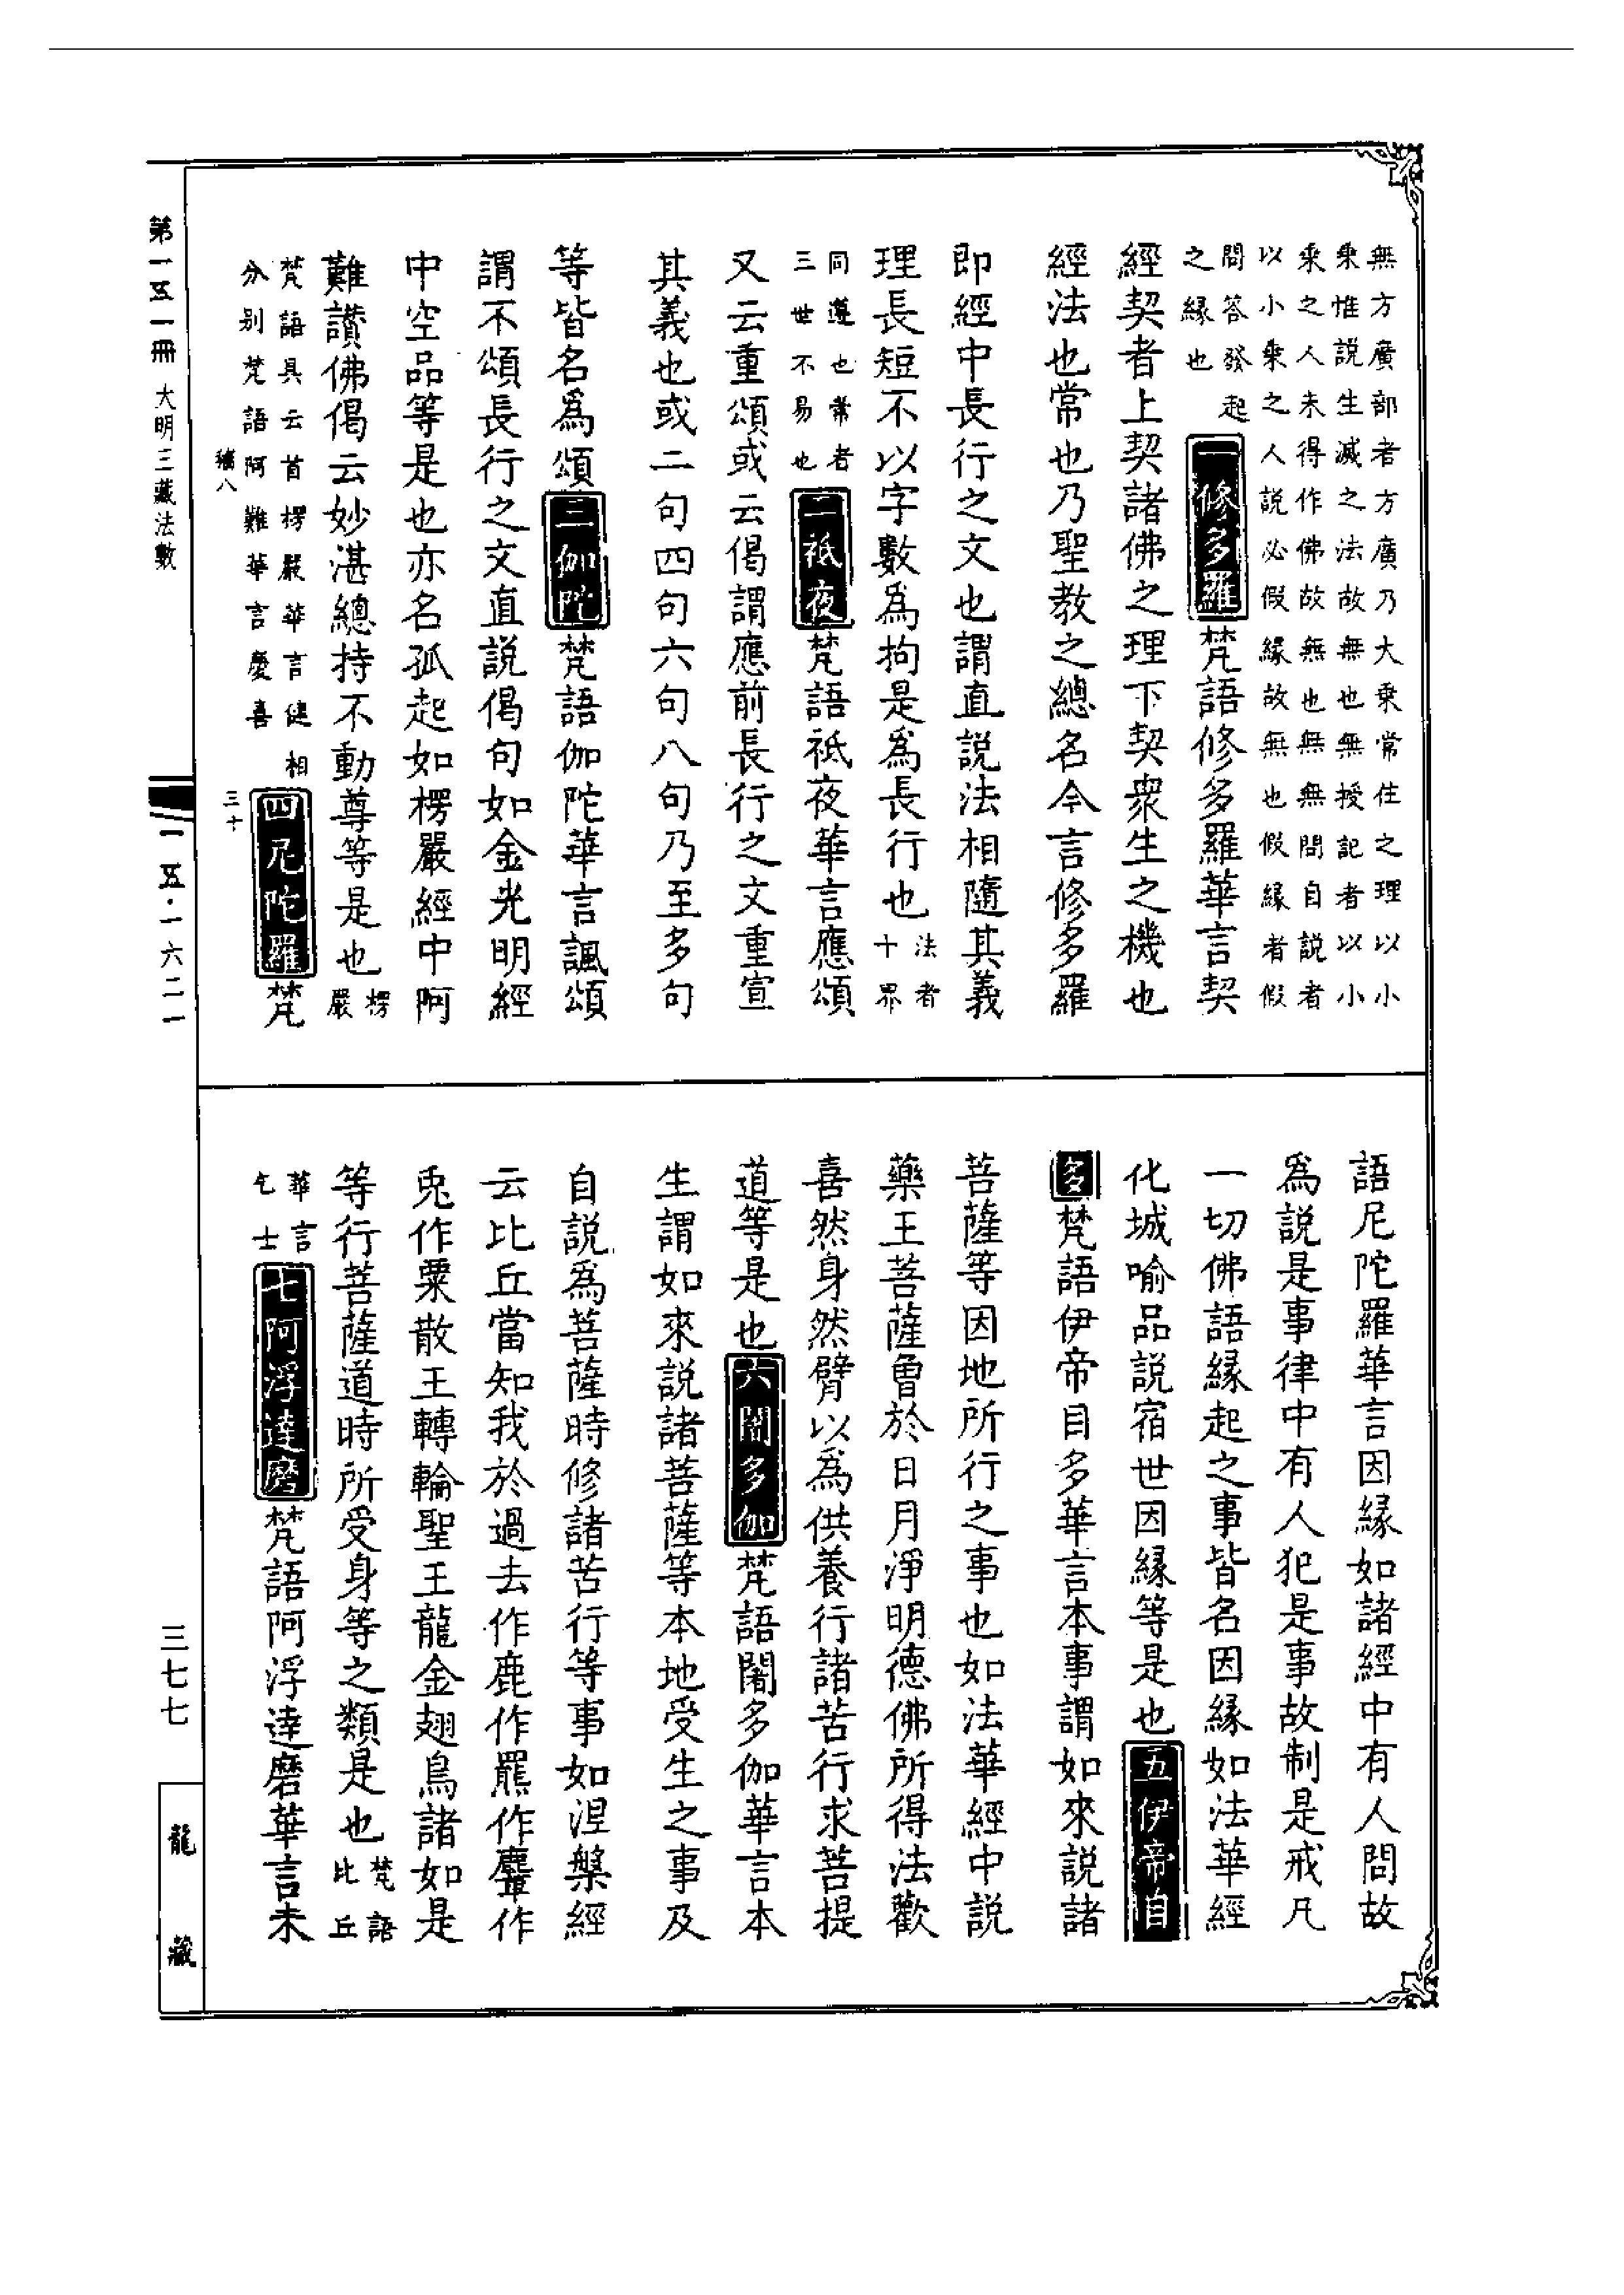 無方廣部者方廣乃大乗常住之理以小
乗惟説生滅之法故無也無授記者以小
乗之人未得作佛故無也無無問自説者
以小乗之人説必假縁故無也假縁者假
問答發起
之縁也
一修多羅梵語修多羅華言契
經契者上契諸佛之理下契衆生之機也
經法也常也乃聖教之總名今言修多羅
即經中長行之文也謂直説法相隨其義
理長短不以字數爲拘是爲長行也法者十界
同遵也常者
三世不易也
二祇夜梵語祇夜華言應頌
又云重頌或云偈謂應前長行之文重宣
其義也或二句四句六句八句乃至多句
等皆名爲頌三伽陀梵語伽陀華言諷頌
謂不頌長行之文直説偈句如金光明經
中空品等是也亦名孤起如楞嚴經中阿
難讃佛偈云妙湛總持不動尊等是也楞嚴
梵語具云首楞嚴華言健相
分别梵語阿難華言慶喜
四尼陀羅梵
語尼陀羅華言因縁如諸經中有人問故
爲説是事律中有人犯是事故制是戒凡
一切佛語縁起之事皆名因縁如法華經
化城喻品説宿世因縁等是也五伊帝目
多梵語伊帝目多華言本事謂如來説諸
菩薩等因地所行之事也如法華經中説
藥王菩薩曾於日月淨明德佛所得法歡
喜然身然臂以爲供養行諸苦行求菩提
道等是也六闍多伽梵語闍多伽華言本
生謂如來説諸菩薩等本地受生之事及
自説爲菩薩時修諸苦行等事如涅槃經
云比丘當知我於過去作鹿作羆作麞作
兎作粟散王轉輪聖王龍金翅鳥諸如是
等行菩薩道時所受身等之類是也梵語比丘
華言
乞士
七阿浮達磨梵語阿浮達磨華言未
第一五一冊 大明三藏法數
三十
一五·一六二一
三七七
龍藏